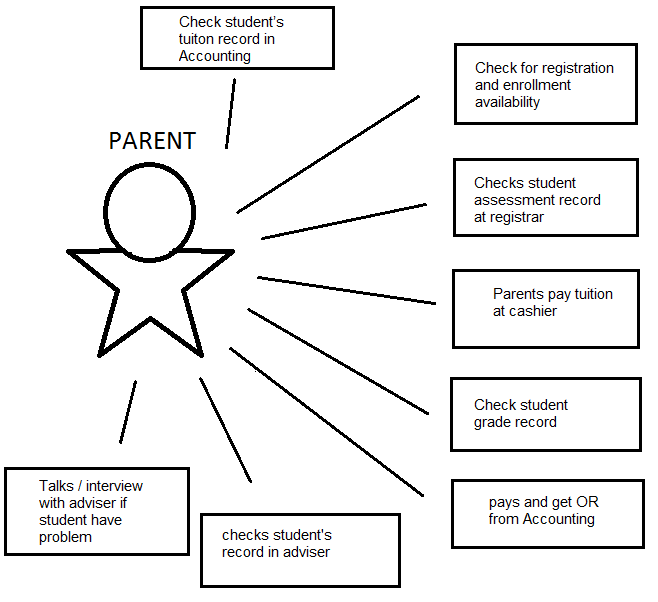 Check student's
tuiton record in
Accounting
Check for registration
and enrollment
availability
PARENT
Checks student
assessment record
at registrar
Parents pay tuition
at cashier
Check student
grade record
Talks / interview
with adviser if
student have
problem
pays and get OR
from Accounting
checks student's
record in adviser